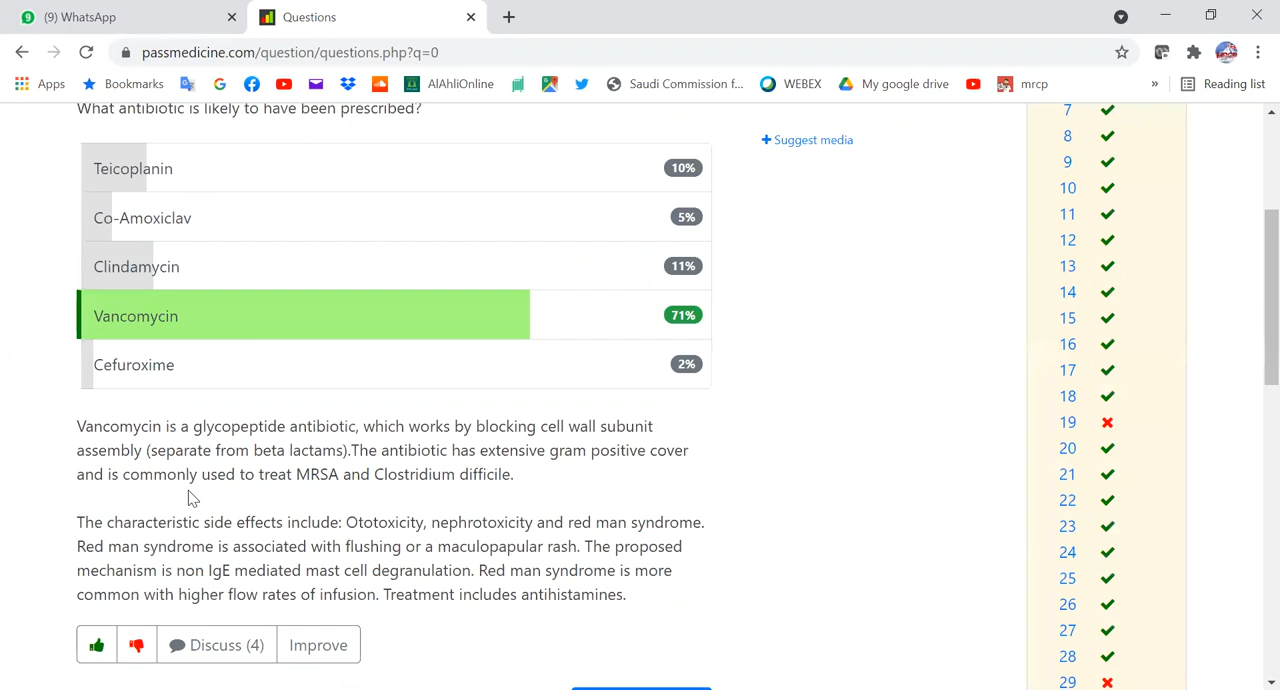 (9) WhatsApp
Questions
passmedicine.com/question/questions.php?q=0
Apps Bookmarks AlAhliOnline Saudi Commission f... WEBEX My google drive mrcp » Reading list
What antibiotic is likely to have been prescribed?
Suggest media
Teicoplanin 10%
Co-Amoxiclav 5%
Clindamycin 11%
Vancomycin 71%
Cefuroxime 2%
Vancomycin is a glycopeptide antibiotic, which works by blocking cell wall subunit
assembly (separate from beta lactams).The antibiotic has extensive gram positive cover
and is commonly used to treat MRSA and Clostridium difficile.
The characteristic side effects include: Ototoxicity, nephrotoxicity and red man syndrome.
Red man syndrome is associated with flushing or a maculopapular rash. The proposed
mechanism is non IgE mediated mast cell degranulation. Red man syndrome is more
common with higher flow rates of infusion. Treatment includes antihistamines.
Discuss (4) Improve
7
8
9
10
11
12
13
14
15
16
17
18
19
20
21
22
23
24
25
26
27
28
29